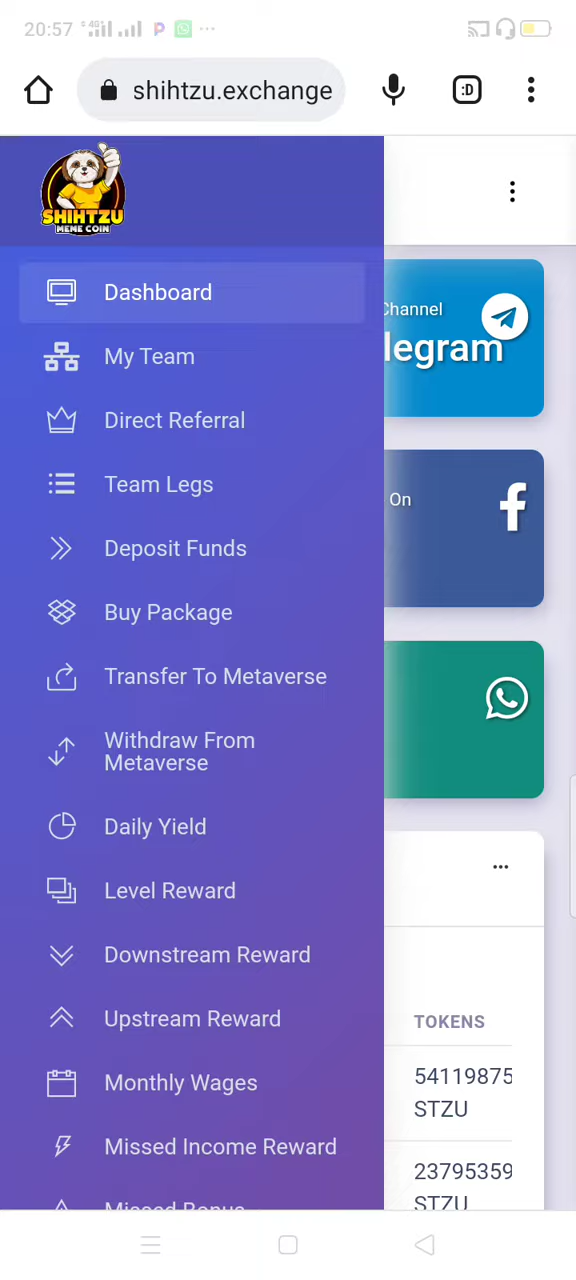 20:57
4G+
shihtzu.exchange
:D
SHIHTZU
MEME COIN
Dashboard
Channel
legram
My Team
Direct Referral
Team Legs
On
Deposit Funds
Buy Package
Transfer To Metaverse
Withdraw From
Metaverse
Daily Yield
Level Reward
Downstream Reward
Upstream Reward
TOKENS
Monthly Wages
54119875
STZU
Missed Income Reward
23795359
STZU
Missed Bonus